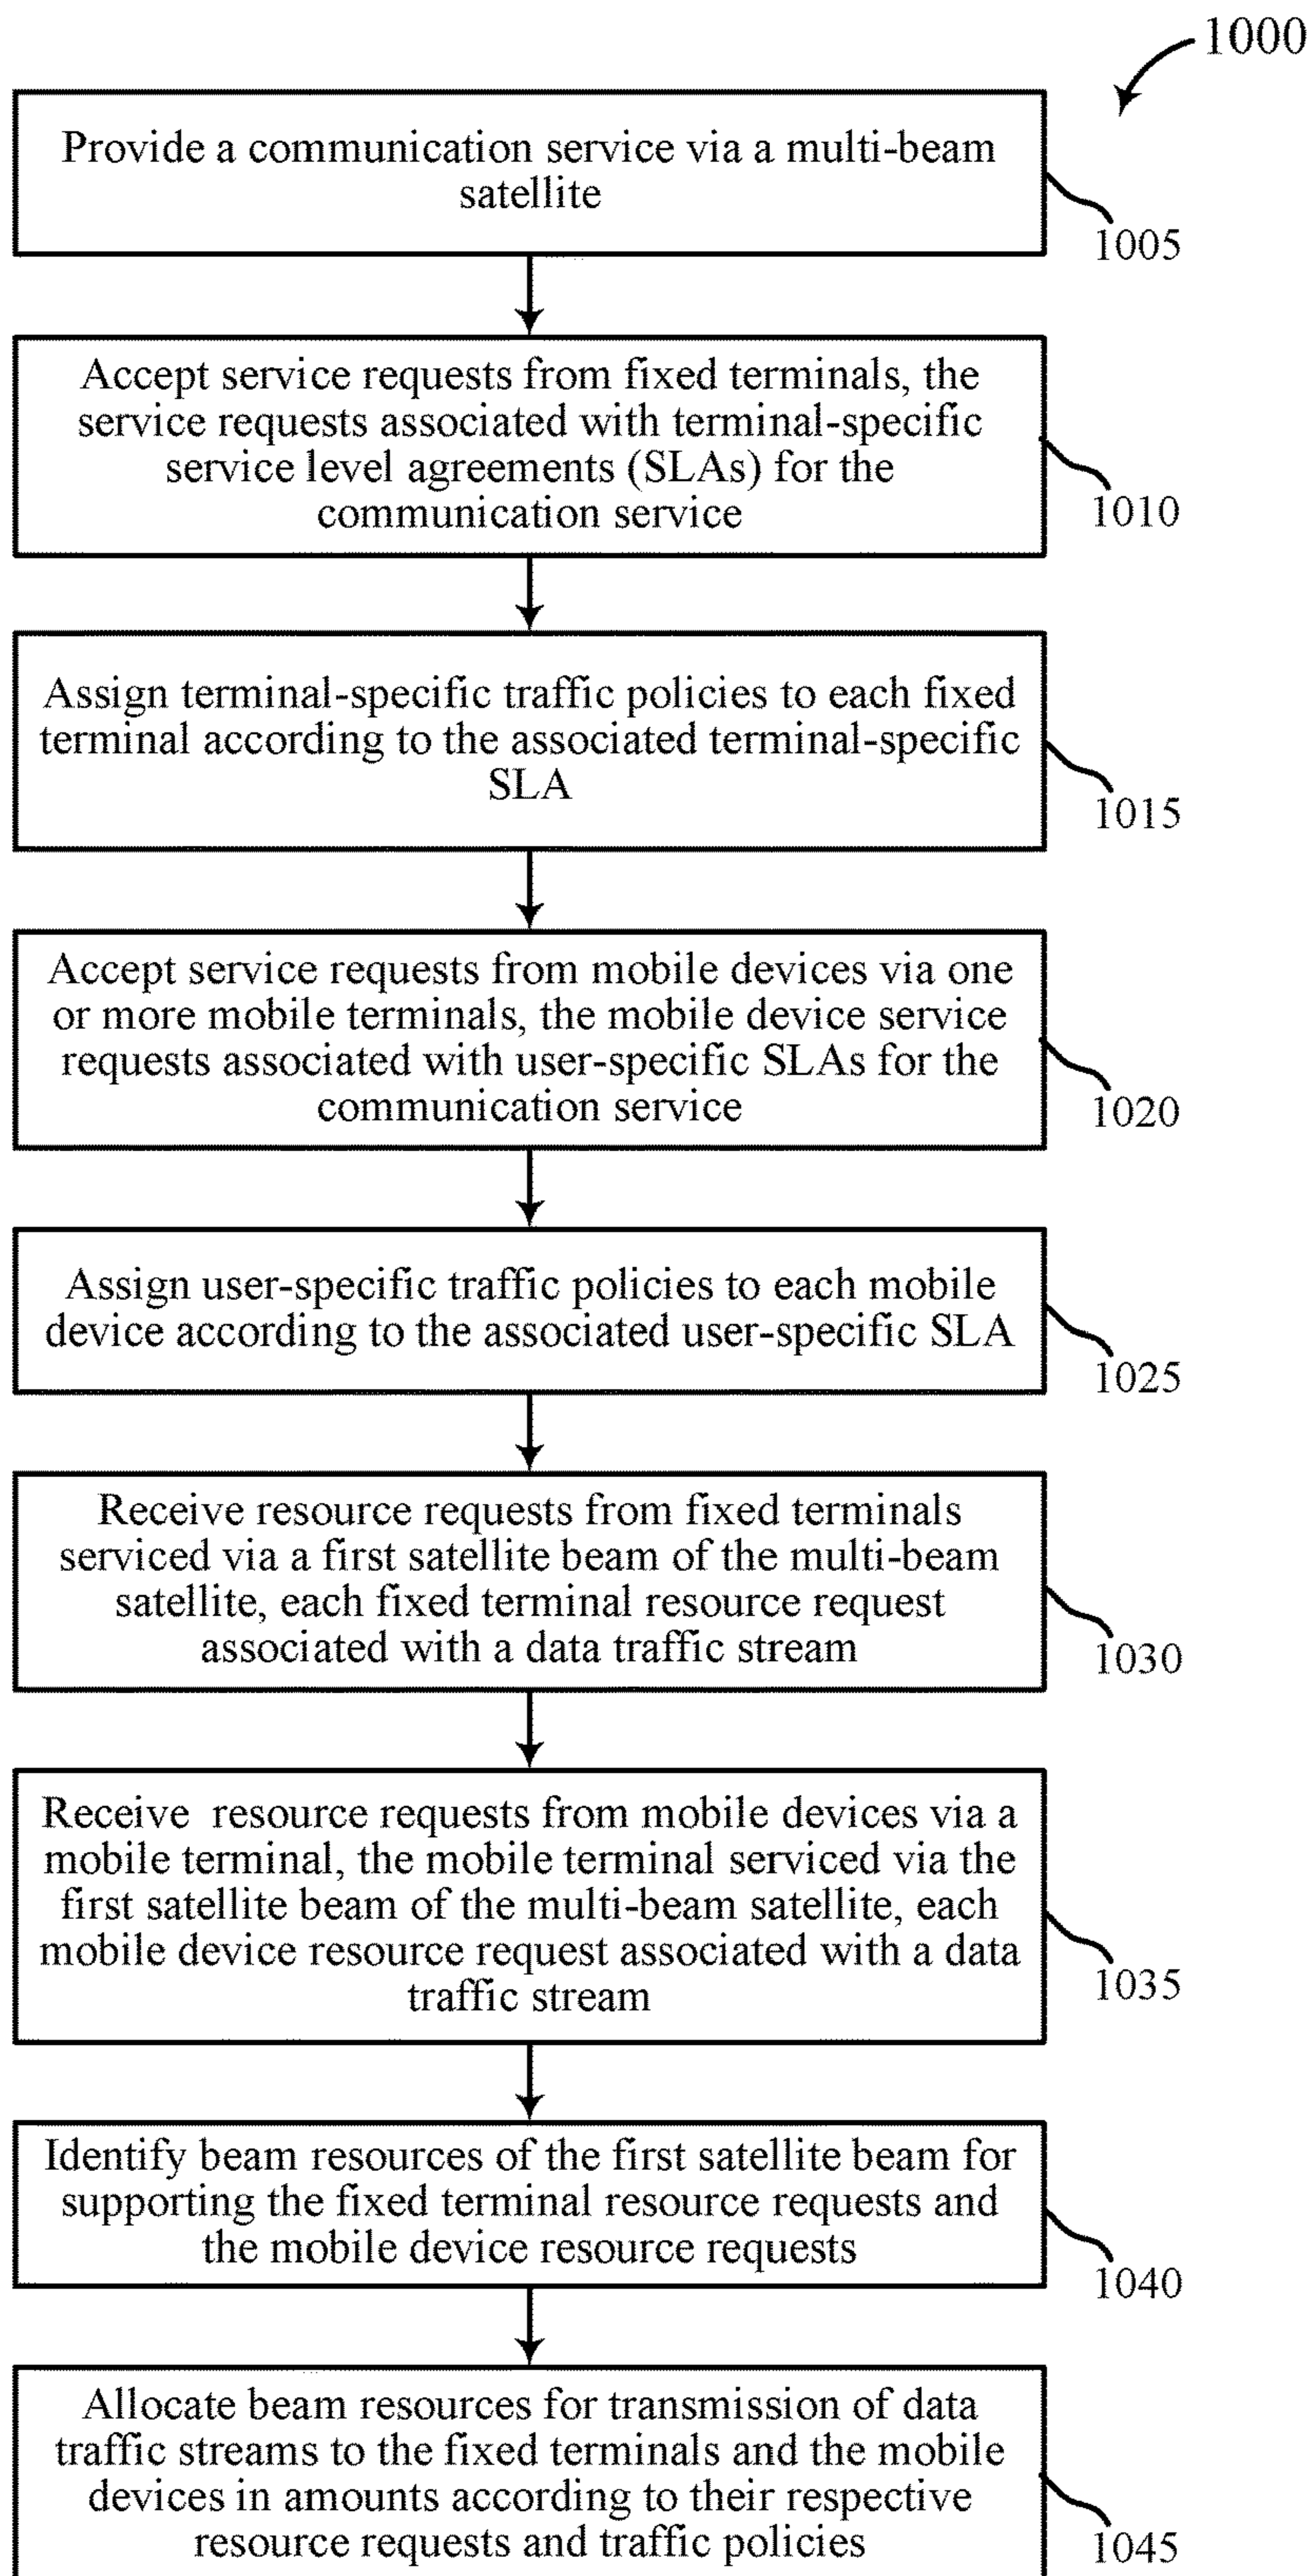 1000
Provide a communication service via a multi-beam
satellite
1005
Accept service requests from fixed terminals, the
service requests associated with terminal-specific
service level agreements (SLAs) for the
communication service
1010
Assign terminal-specific traffic policies to each fixed
terminal according to the associated terminal-specific
SLA
1015
Accept service requests from mobile devices via one
or more mobile terminals, the mobile device service
requests associated with user-specific SLAs for the
communication service
1020
Assign user-specific traffic policies to each mobile
device according to the associated user-specific SLA
1025
Receive resource requests from fixed terminals
serviced via a first satellite beam of the multi-beam
satellite, each fixed terminal resource request
associated with a data traffic stream
1030
Receive resource requests from mobile devices via a
mobile terminal, the mobile terminal serviced via the
first satellite beam of the multi-beam satellite, each
mobile device resource request associated with a data
traffic stream
1035
Identify beam resources of the first satellite beam for
supporting the fixed terminal resource requests and
the mobile device resource requests
1040
Allocate beam resources for transmission of data
traffic streams to the fixed terminals and the mobile
devices in amounts according to their respective
resource requests and traffic policies
1045